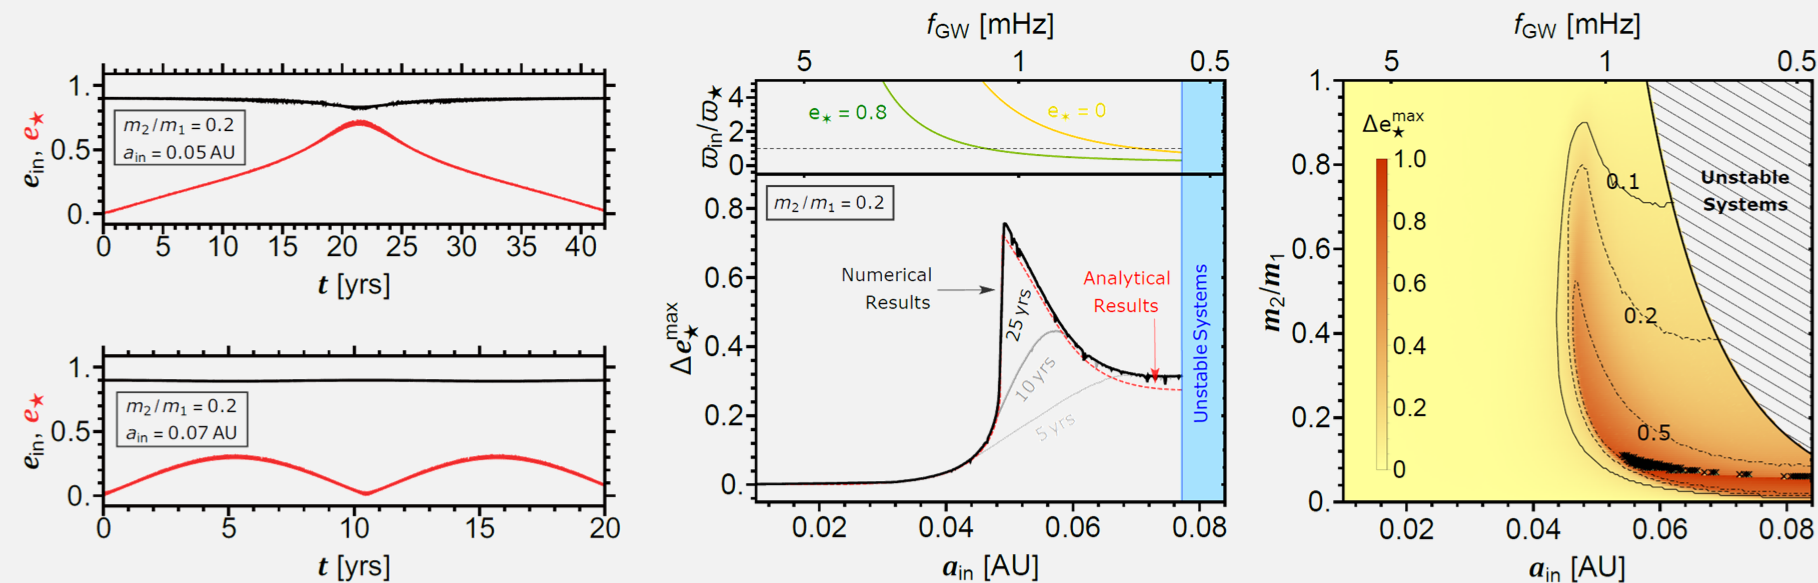 1.
0.5
0.
e_in, e★
m₂/m₁ = 0.2
a_in = 0.05 AU
0 5 10 15 20 25 30 35 40
t [yrs]
1.
0.5
0.
e_in, e★
m₂/m₁ = 0.2
a_in = 0.07 AU
0 5 10 15 20
t [yrs]
f_GW [mHz]
5 1 0.5
4
2
0
ϖ_in/ϖ★
e★ = 0.8
e★ = 0
m₂/m₁ = 0.2
0.8
0.6
0.4
0.2
0.
Δe★^max
Numerical
Results
Analytical
Results
25 yrs
10 yrs
5 yrs
Unstable Systems
0.02 0.04 0.06 0.08
a_in [AU]
f_GW [mHz]
5 1 0.5
1.
0.8
0.6
0.4
0.2
0.
m₂/m₁
Δe★^max
1.0
0.8
0.6
0.4
0.2
0
Unstable
Systems
0.1
0.2
0.5
0.02 0.04 0.06 0.08
a_in [AU]